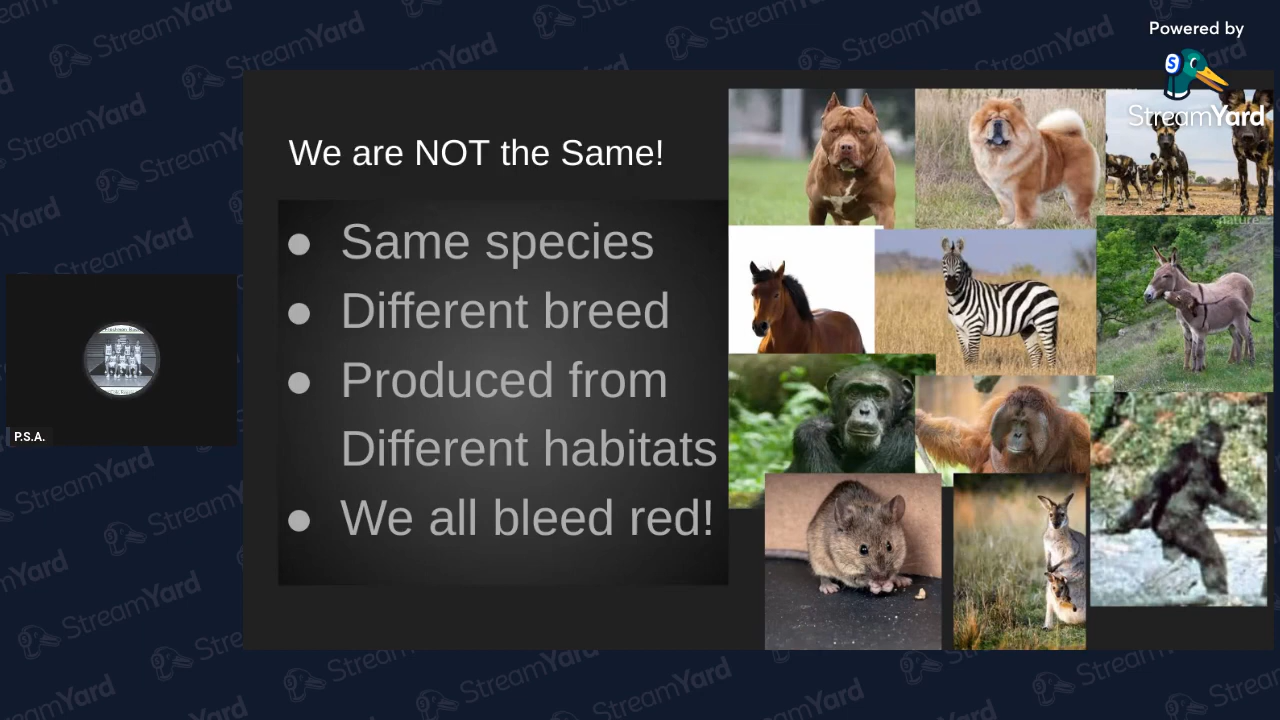 Powered by
StreamYard
We are NOT the Same!
● Same species
● Different breed
● Produced from
Different habitats
● We all bleed red!
nature
P.S.A.